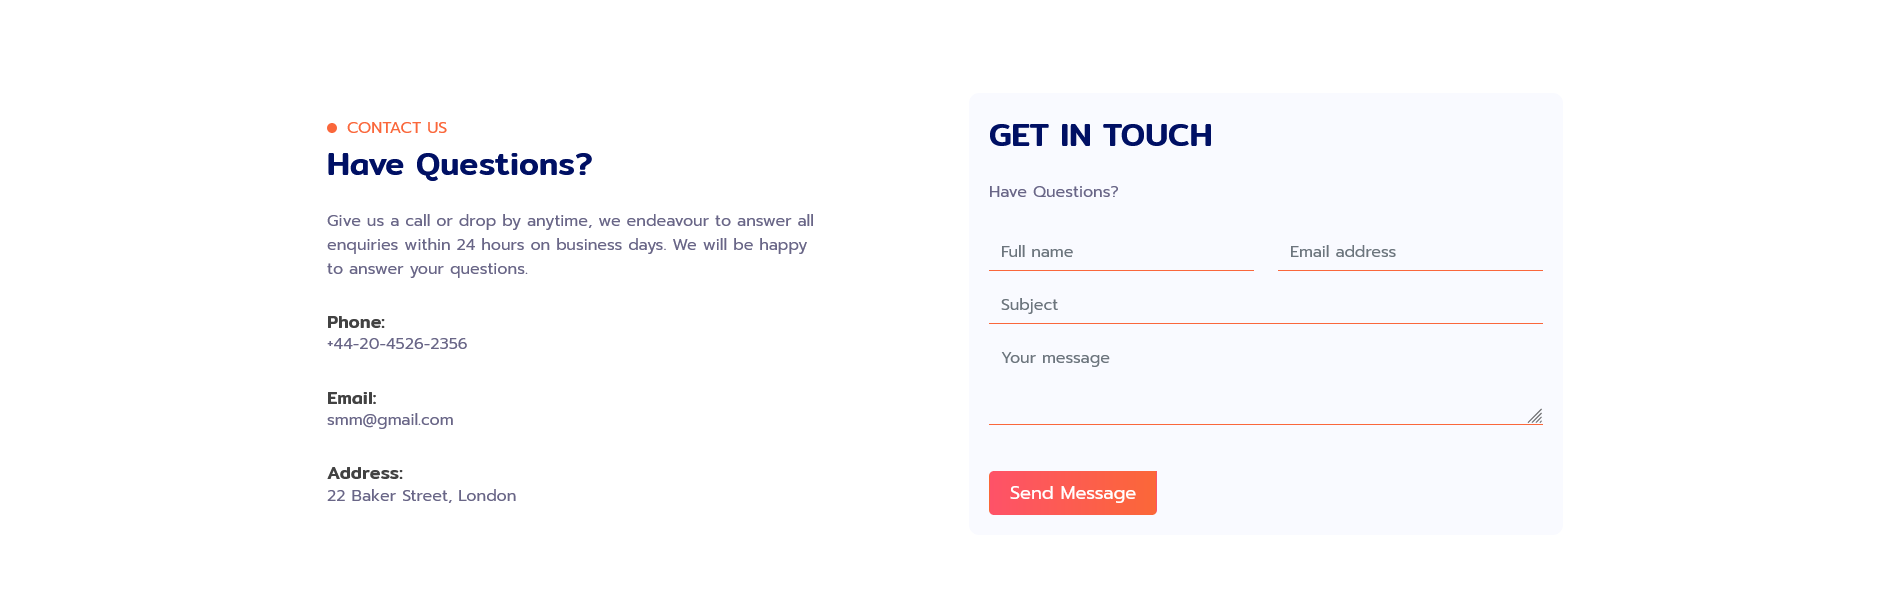 CONTACT US
Have Questions?
Give us a call or drop by anytime, we endeavour to answer all
enquiries within 24 hours on business days. We will be happy
to answer your questions.
Phone:
+44-20-4526-2356
Email:
smm@gmail.com
Address:
22 Baker Street, London
GET IN TOUCH
Have Questions?
Full name
Email address
Subject
Your message
Send Message